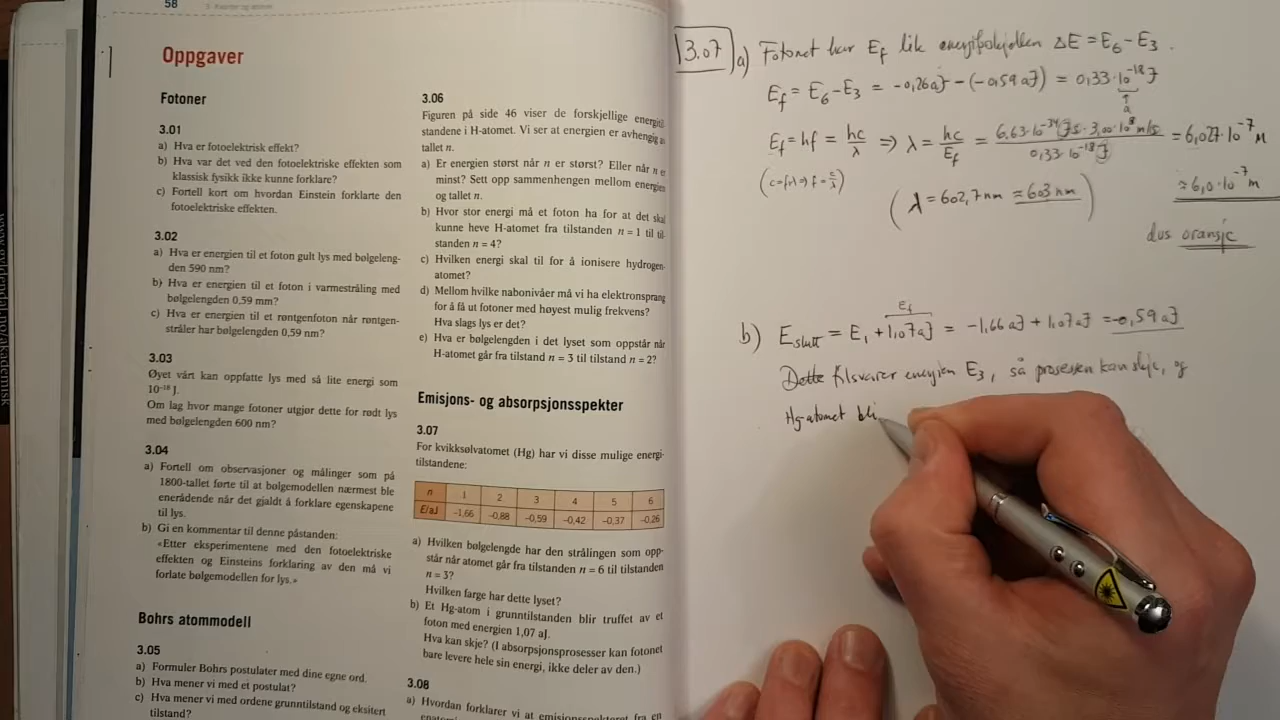 58
3 Kvanter og atomer
Oppgaver
Fotoner
3.01
a) Hva er fotoelektrisk effekt?
b) Hva var det ved den fotoelektriske effekten som
klassisk fysikk ikke kunne forklare?
c) Fortell kort om hvordan Einstein forklarte den
fotoelektriske effekten.
3.02
a) Hva er energien til et foton gult lys med bølgeleng-
den 590 nm?
b) Hva er energien til et foton i varmestråling med
bølgelengden 0,59 mm?
c) Hva er energien til et røntgenfoton når røntgen-
stråler har bølgelengden 0,59 nm?
3.03
Øyet vårt kan oppfatte lys med så lite energi som
10⁻¹⁸ J.
Om lag hvor mange fotoner utgjør dette for rødt lys
med bølgelengden 600 nm?
3.04
a) Fortell om observasjoner og målinger som på
1800-tallet førte til at bølgemodellen nærmest ble
enerådende når det gjaldt å forklare egenskapene
til lys.
b) Gi en kommentar til denne påstanden:
«Etter eksperimentene med den fotoelektriske
effekten og Einsteins forklaring av den må vi
forlate bølgemodellen for lys.»
Bohrs atommodell
3.05
a) Formuler Bohrs postulater med dine egne ord.
b) Hva mener vi med et postulat?
c) Hva mener vi med ordene grunntilstand og eksitert
tilstand?
3.06
Figuren på side 46 viser de forskjellige energitil-
standene i H-atomet. Vi ser at energien er avhengig av
tallet n.
a) Er energien størst når n er størst? Eller når n er
minst? Sett opp sammenhengen mellom energien
og tallet n.
b) Hvor stor energi må et foton ha for at det skal
kunne heve H-atomet fra tilstanden n = 1 til til-
standen n = 4?
c) Hvilken energi skal til for å ionisere hydrogen-
atomet?
d) Mellom hvilke nabonivåer må vi ha elektronsprang
for å få ut fotoner med høyest mulig frekvens?
Hva slags lys er det?
e) Hva er bølgelengden i det lyset som oppstår når
H-atomet går fra tilstand n = 3 til tilstand n = 2?
Emisjons- og absorpsjonsspekter
3.07
For kvikksølvatomet (Hg) har vi disse mulige energi-
tilstandene:
n 1 2 3 4 5 6
E/aJ −1,66 −0,88 −0,59 −0,42 −0,37 −0,26
a) Hvilken bølgelengde har den strålingen som opp-
står når atomet går fra tilstanden n = 6 til tilstanden
n = 3?
Hvilken farge har dette lyset?
b) Et Hg-atom i grunntilstanden blir truffet av et
foton med energien 1,07 aJ.
Hva kan skje? (I absorpsjonsprosesser kan fotonet
bare levere hele sin energi, ikke deler av den.)
3.08
a) Hvordan forklarer vi at emisjonsspekteret fra en
3.07 a) Fotonet har E_f lik energiforskjellen ΔE = E₆ − E₃.
E_f = E₆ − E₃ = −0,26 aJ − (−0,59 aJ) = 0,33·10⁻¹⁸ J
a
E_f = hf = hc/λ ⇒ λ = hc/E_f = 6,63·10⁻³⁴ Js · 3,00·10⁸ m/s / 0,33·10⁻¹⁸ J = 6,027·10⁻⁷ m
(c = fλ ⇒ f = c/λ)
≈ 6,0·10⁻⁷ m
(λ = 602,7 nm ≈ 603 nm)
dvs oransje
E_f
b) E_slutt = E₁ + 1,07 aJ = −1,66 aJ + 1,07 aJ = −0,59 aJ
Dette tilsvarer energien E₃, så prosessen kan skje, og
Hg-atomet bli